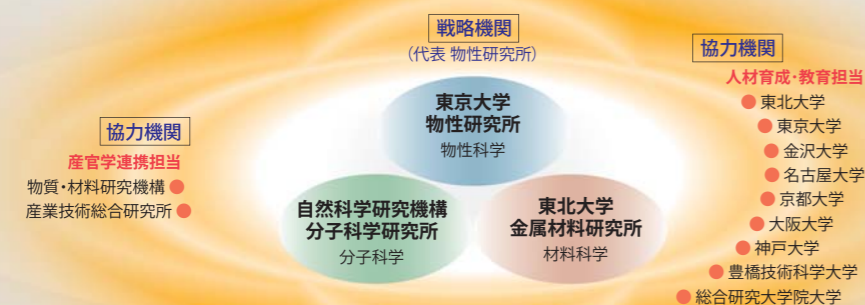 戦略機関
(代表 物性研究所)
東京大学
物性研究所
物性科学
自然科学研究機構
分子科学研究所
分子科学
東北大学
金属材料研究所
材料科学
協力機関
産官学連携担当
物質・材料研究機構
産業技術総合研究所
協力機関
人材育成・教育担当
東北大学
東京大学
金沢大学
名古屋大学
京都大学
大阪大学
神戸大学
豊橋技術科学大学
総合研究大学院大学